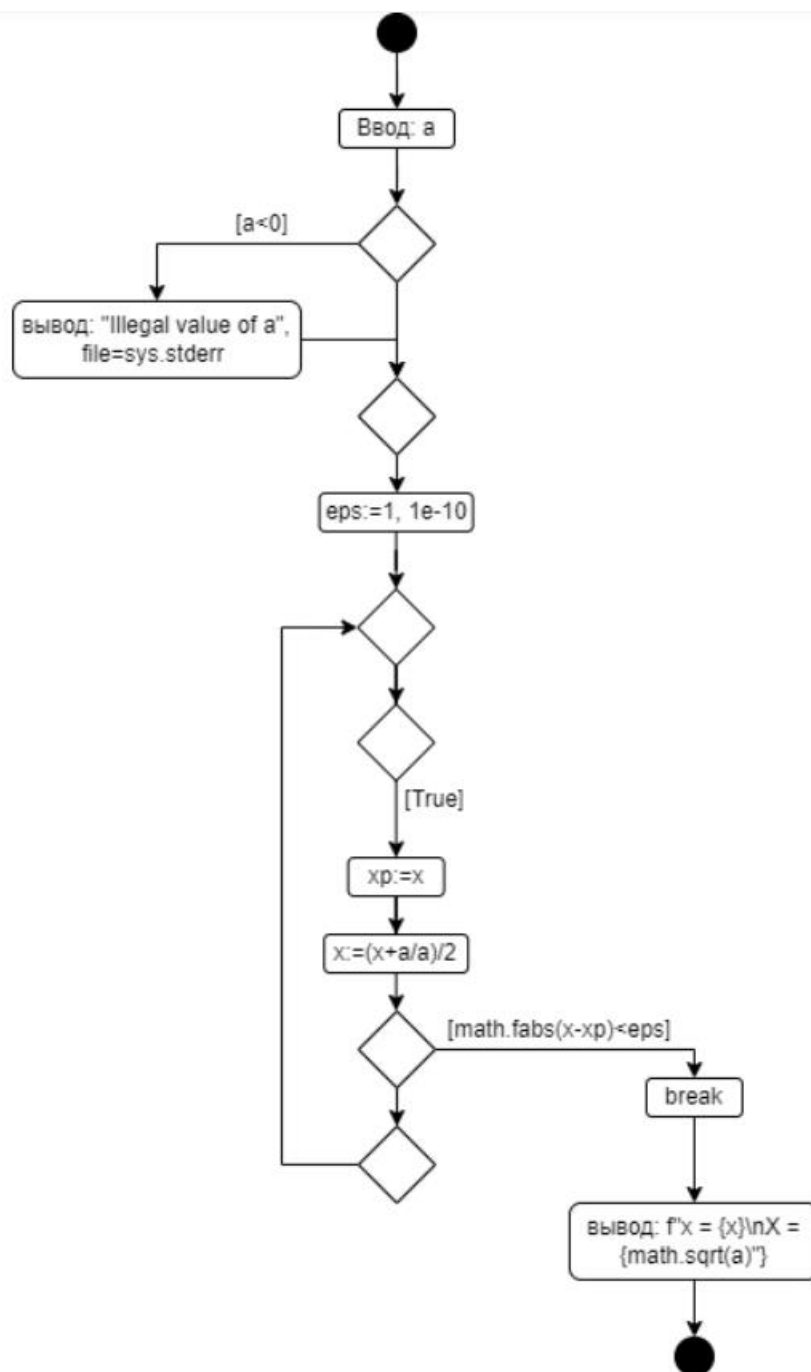 Ввод: a
[a<0]
вывод: "Illegal value of a",
file=sys.stderr
eps:=1, 1e-10
[True]
xp:=x
x:=(x+a/a)/2
[math.fabs(x-xp)<eps]
break
вывод: f"x = {x}\nX =
{math.sqrt(a)"}